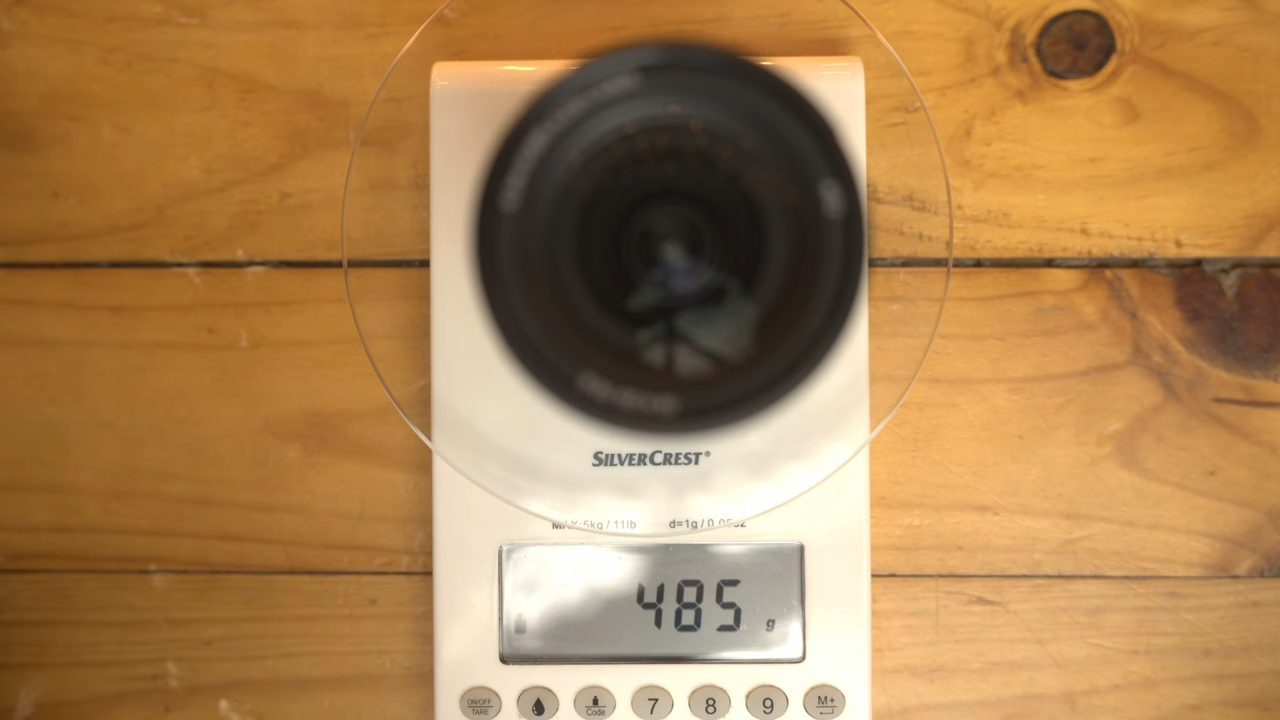 SILVERCREST®
MAX:5kg / 11lb d=1g / 0.05oz
485 g
ON/OFF
TARE
Code
7
8
9
M+